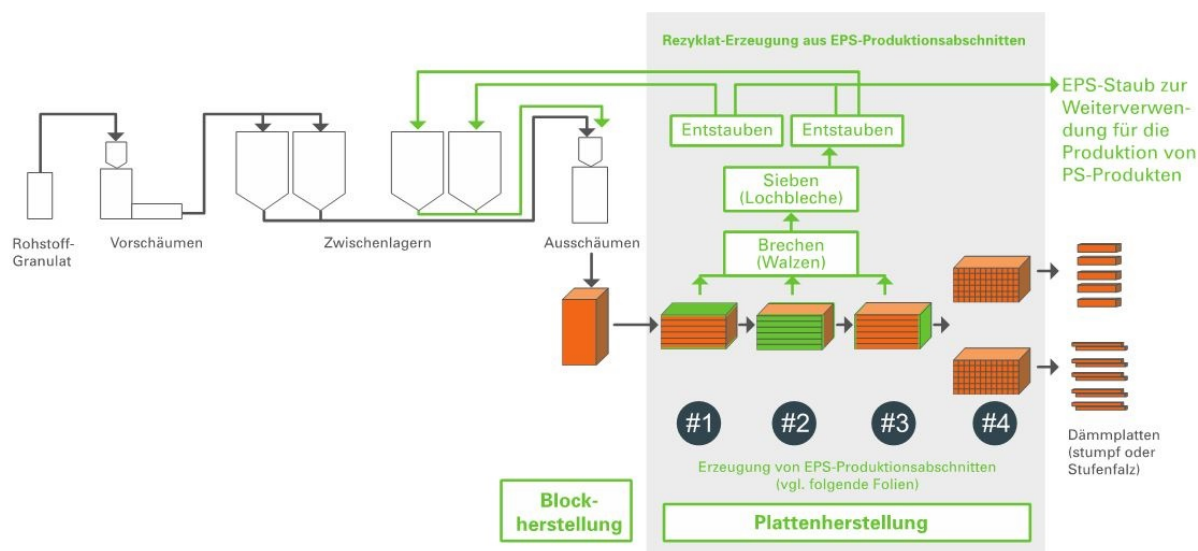 Rezyklat-Erzeugung aus EPS-Produktionsabschnitten
EPS-Staub zur
Weiterverwen-
dung für die
Produktion von
PS-Produkten
Entstauben
Entstauben
Sieben
(Lochbleche)
Brechen
(Walzen)
Rohstoff-
Granulat
Vorschäumen
Zwischenlagern
Ausschäumen
#1
#2
#3
#4
Dämmplatten
(stumpf oder
Stufenfalz)
Erzeugung von EPS-Produktionsabschnitten
(vgl. folgende Folien)
Block-
herstellung
Plattenherstellung